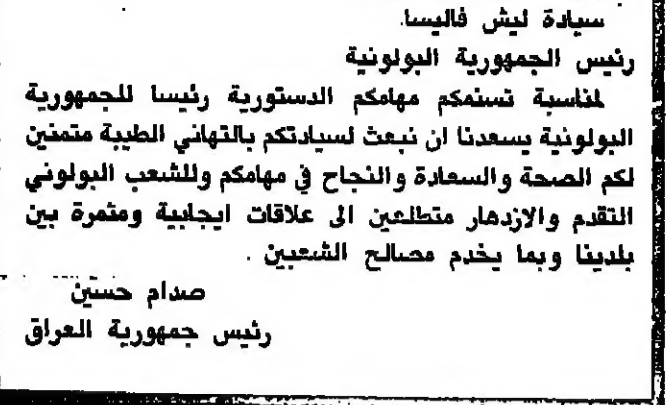 سيادة ليش فاليسا.
رئيس الجمهورية البولونية
لمناسبة تسنمكم مهامكم الدستورية رئيسا للجمهورية
البولونية يسعدنا ان نبعث لسيادتكم بالتهاني الطيبة متمنين
لكم الصحة والسعادة والنجاح في مهامكم وللشعب البولوني
التقدم والازدهار متطلعين الى علاقات ايجابية ومثمرة بين
بلدينا وبما يخدم مصالح الشعبين .
صدام حسين
رئيس جمهورية العراق